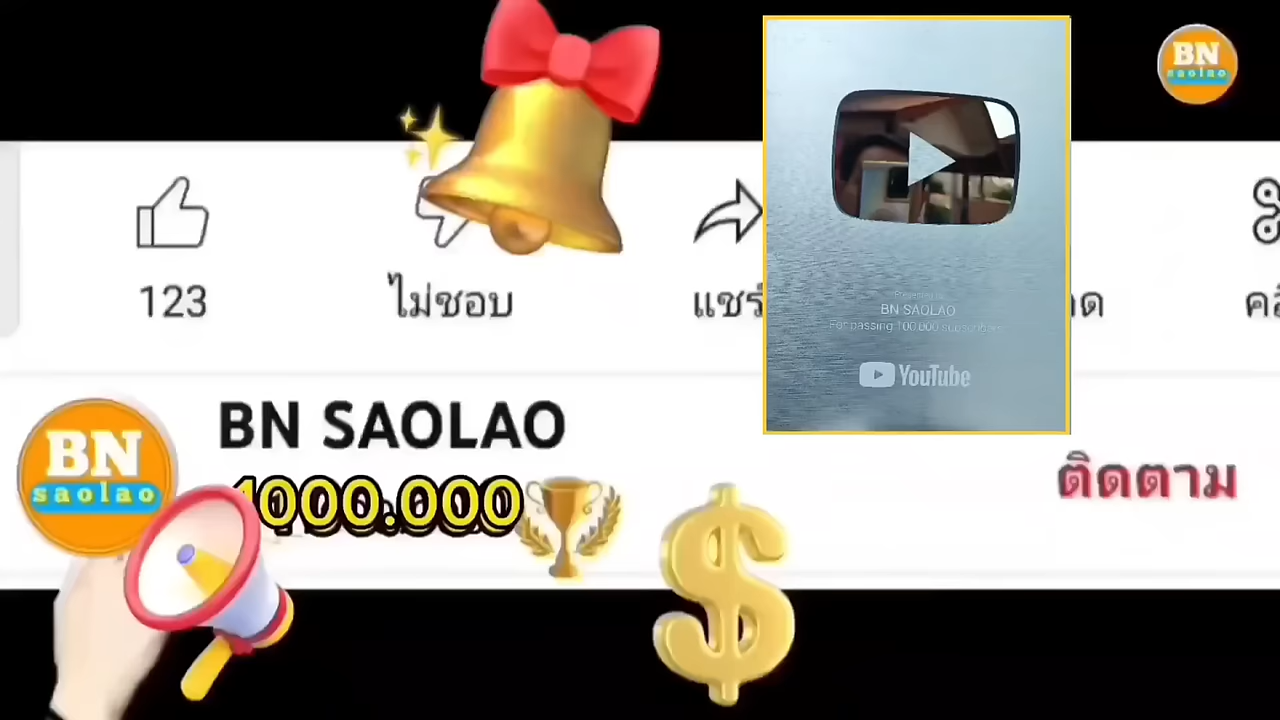 BN
saolao
123
ไม่ชอบ
แชร์
BN SAOLAO
For passing 100.000 subscribers
YouTube
BN
saolao
BN SAOLAO
1000.000
ติดตาม